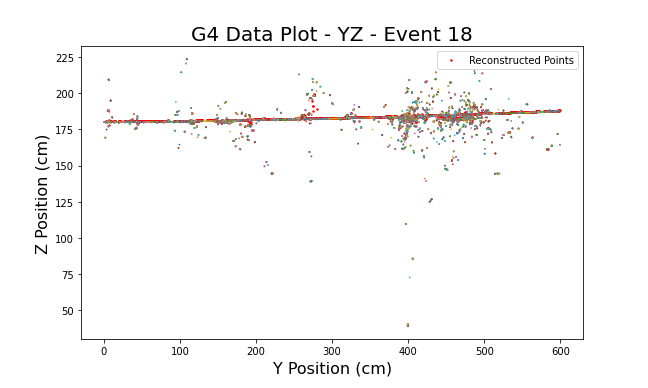 G4 Data Plot - YZ - Event 18
Reconstructed Points
225
200
175
150
125
100
75
50
Z Position (cm)
0 100 200 300 400 500 600
Y Position (cm)